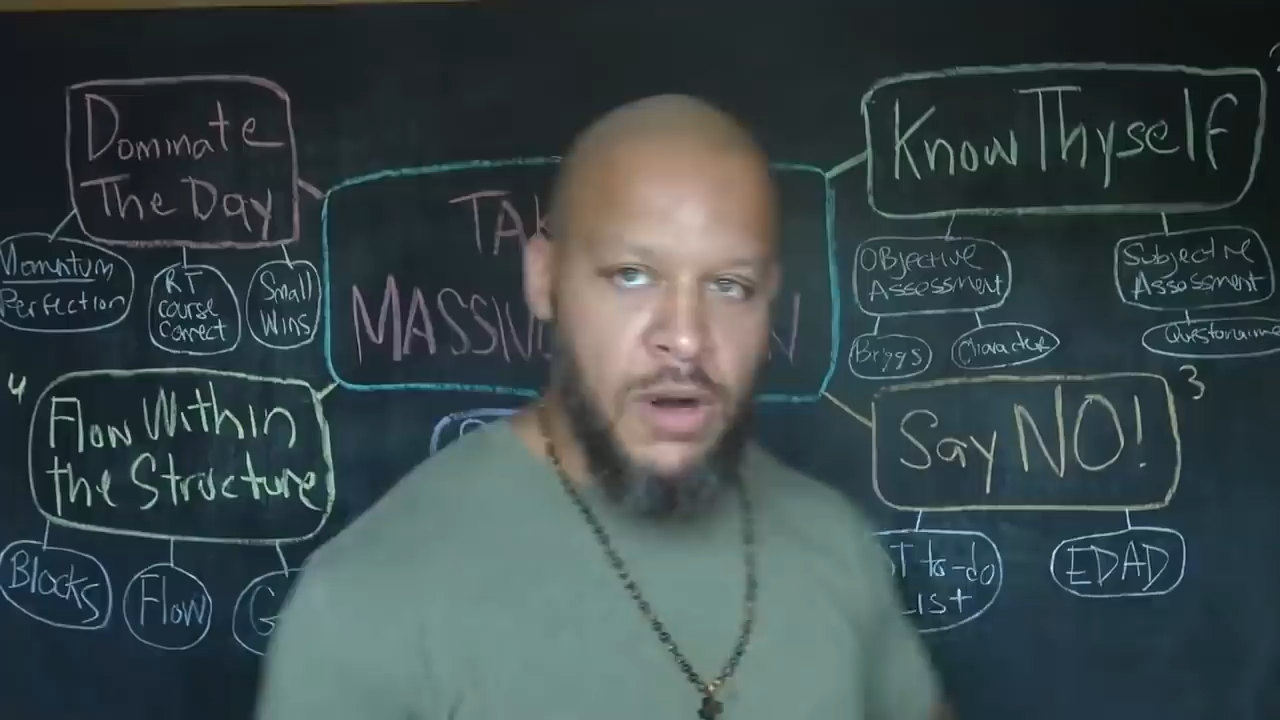 Dominate
The Day
Momentum
Perfection
RT
course
correct
Small
Wins
TAK
MASSIV
N
Know Thyself
Objective
Assessment
Subjective
Assessment
Briggs
Character
Say NO!
3
T to-do
List
EDAD
4
Flow Within
the Structure
Blocks
Flow
G